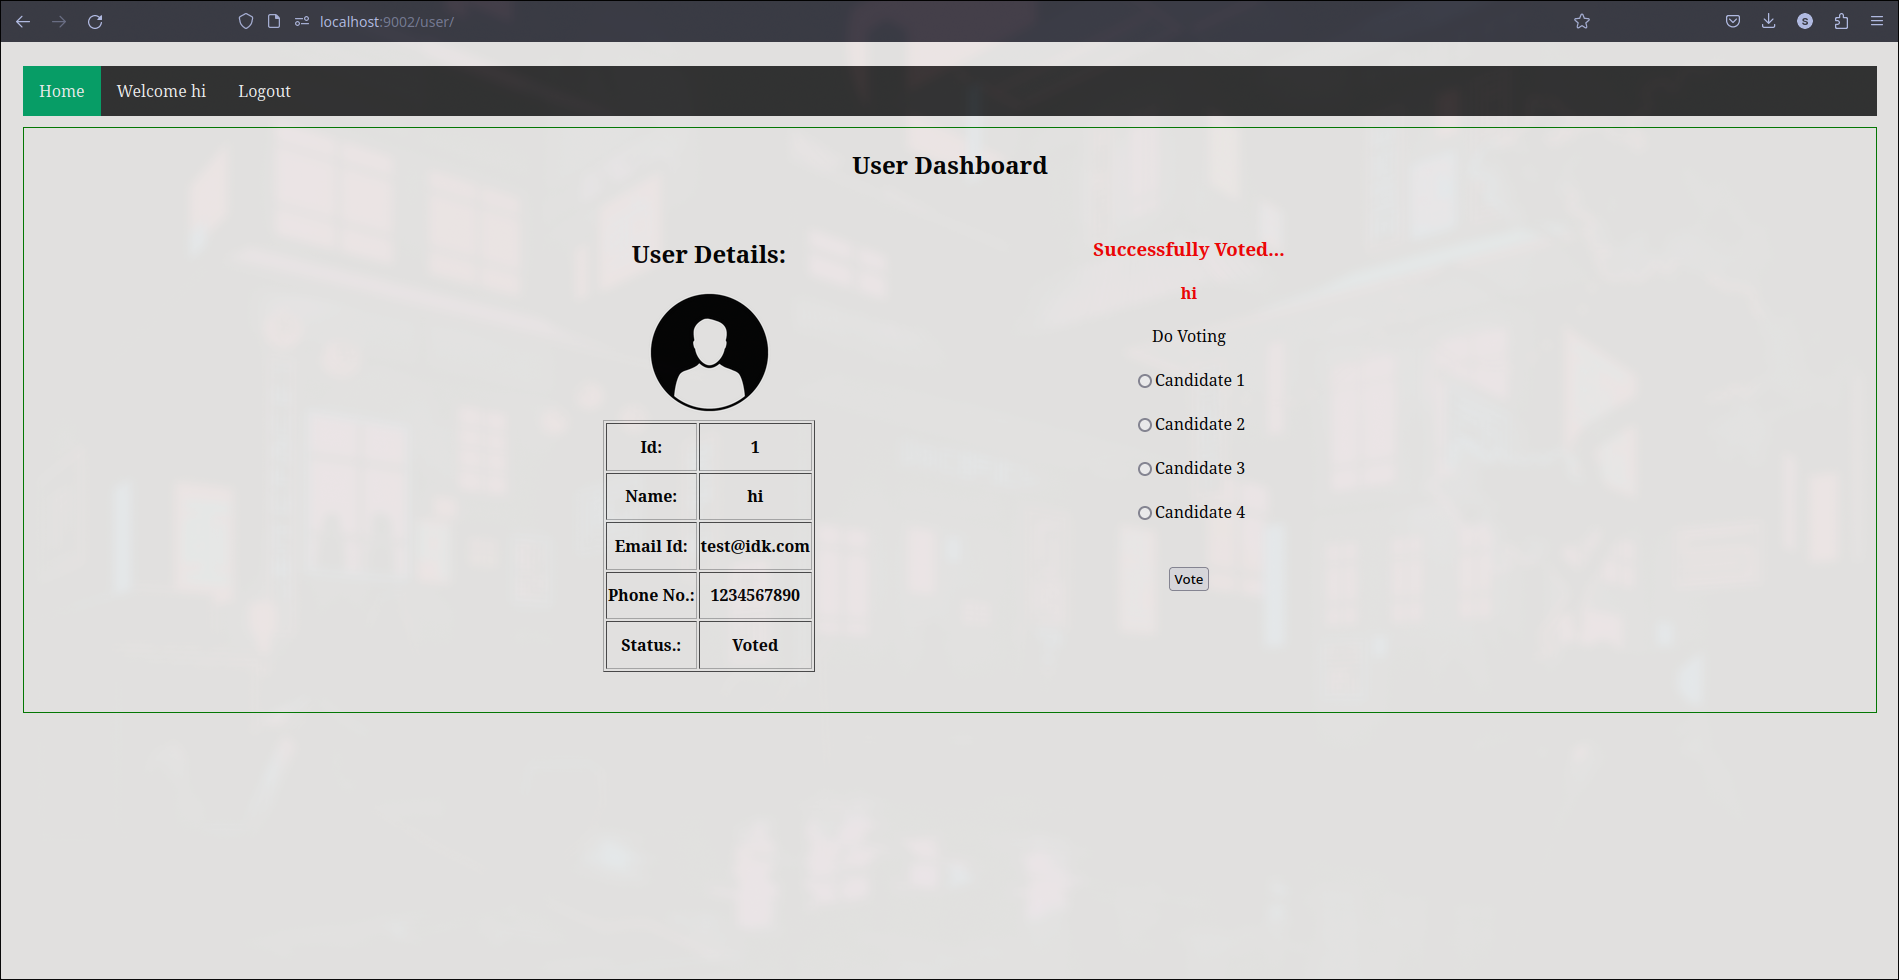 localhost:9002/user/
Home Welcome hi Logout
User Dashboard
User Details:
Id: 1
Name: hi
Email Id: test@idk.com
Phone No.: 1234567890
Status.: Voted
Successfully Voted...
hi
Do Voting
Candidate 1
Candidate 2
Candidate 3
Candidate 4
Vote
S